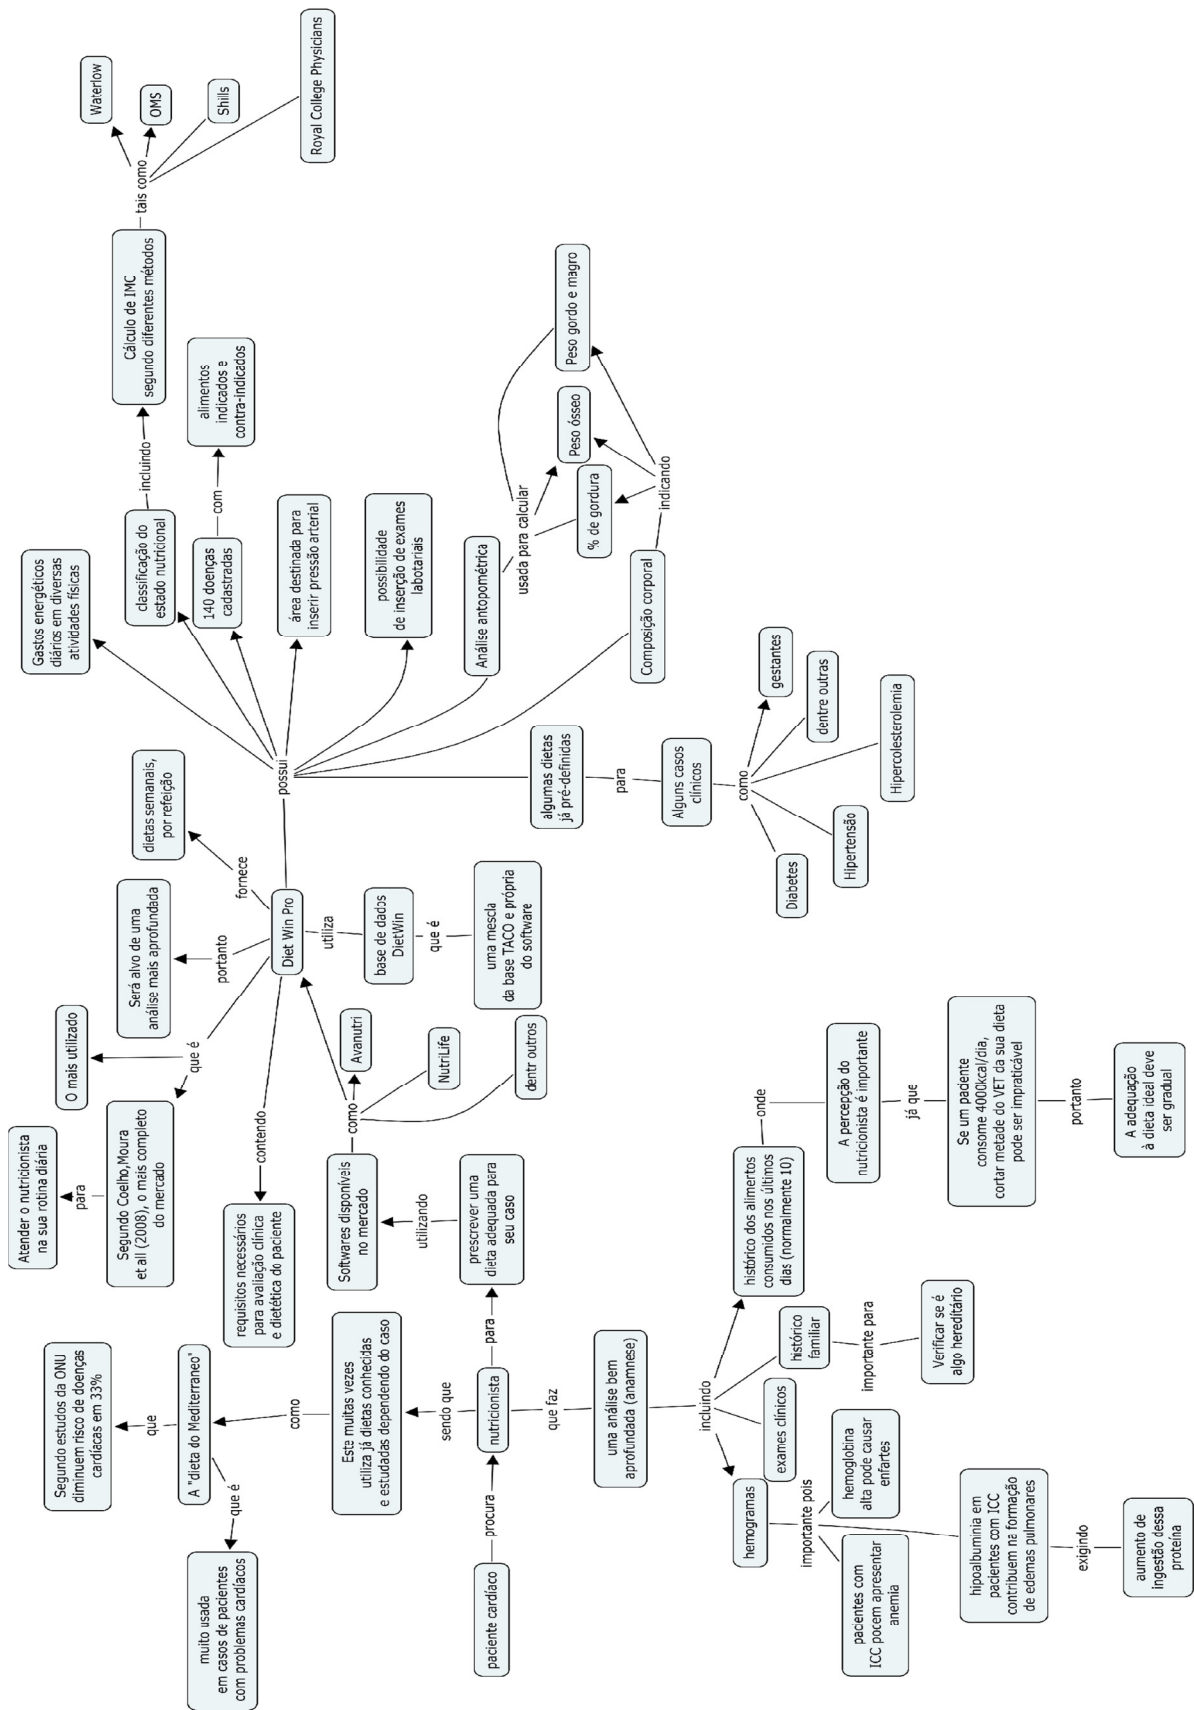 Atender o nutricionista
na sua rotina diária
para
Segundo Coelho,Moura
et all (2008), o mais completo
do mercado
O mais utilizado
que é
Será alvo de uma
análise mais aprofundada
portanto
dietas semanais,
por refeição
fornece
Diet Win Pro
utiliza
base de dados
DietWin
que é
uma mescla
da base TACO e própria
do software
contendo
requisitos necessários
para avaliação clínica
e dietética do paciente
possui
Gastos energéticos
diários em diversas
atividades físicas
classificação do
estado nutricional
incluindo
Cálculo de IMC
segundo diferentes métodos
tais como
Waterlow
OMS
Shills
Royal College Physicians
140 doenças
cadastradas
com
alimentos
indicados e
contra-indicados
área destinada para
inserir pressão arterial
possibilidade
de inserção de exames
labotariais
Análise antopométrica
usada para calcular
% de gordura
Peso ósseo
Peso gordo e magro
Composição corporal
indicando
algumas dietas
já pré-definidas
para
Alguns casos
clínicos
como
Diabetes
Hipertensão
Hipercolesterolemia
dentre outras
gestantes
Segundo estudos da ONU
diminuem risco de doenças
cardíacas em 33%
que
A "dieta do Mediterraneo"
que é
muito usada
em casos de pacientes
com problemas cardíacos
como
Este muitas vezes
utiliza já dietas (conhecidas
e estudadas dependendo do caso
sendo que
paciente cardíaco
procura
nutricionista
para
prescrever uma
dieta adequada para
seu caso
utilizando
Softwares disponíveis
no mercado
como
Avanutri
NutriLife
dentr outros
que faz
uma análise bem
aprofundada (anamnese)
incluindo
hemogramas
exames clínicos
histórico
familiar
histórico dos alimentos
consumidos nos últimos
dias (normalmente 10)
importante pois
pacientes com
ICC pocem apresentar
anemia
hemoglotina
alta pode causar
enfartes
hipoalbuminia em
pacientes com ICC
contribuem na formação
de edemas pulmonares
exigindo
aumento de
ingestão dessa
proteína
importante para
Verificar se é
algo hereditário
onde
A percepção do
nutricionista é importante
já que
Se um paciente
consome 4000kcal/dia,
cortar metade do VET da sua dieta
pode ser impraticável
portanto
A adequação
à dieta ideal deve
ser gradual